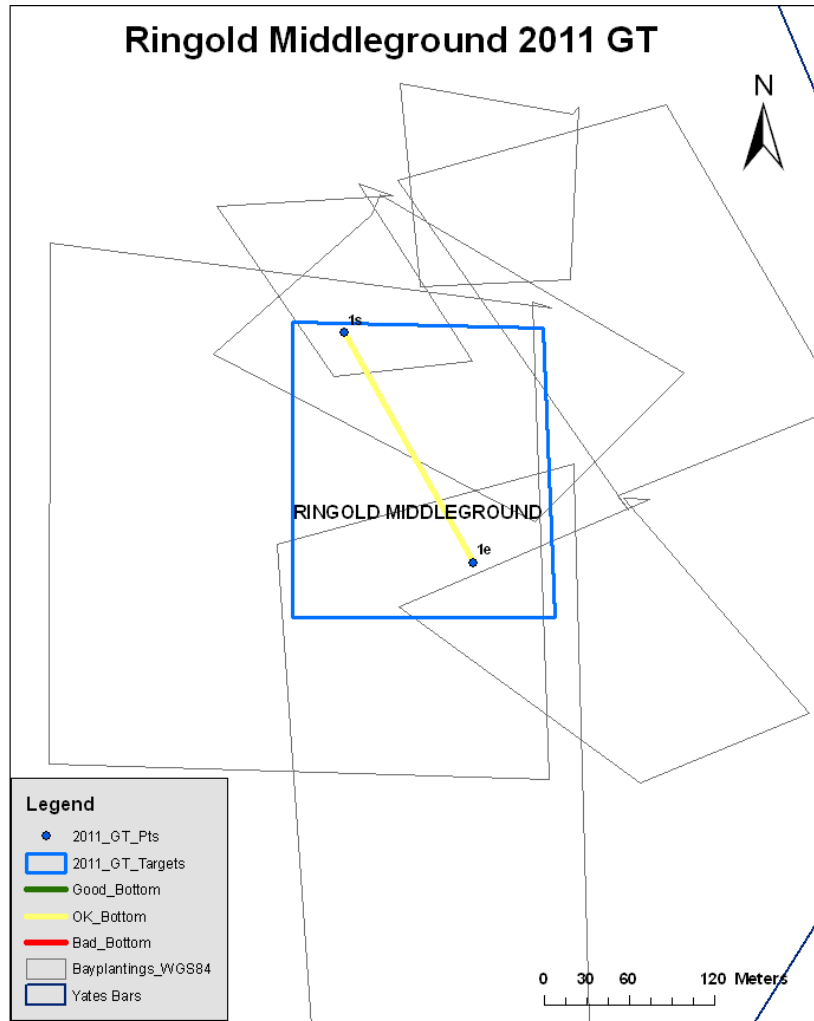 Ringold Middleground 2011 GT
N
1s
RINGOLD MIDDLEGROUND
1e
Legend
2011_GT_Pts
2011_GT_Targets
Good_Bottom
OK_Bottom
Bad_Bottom
Bayplantings_WGS84
Yates Bars
0 30 60 120 Meters